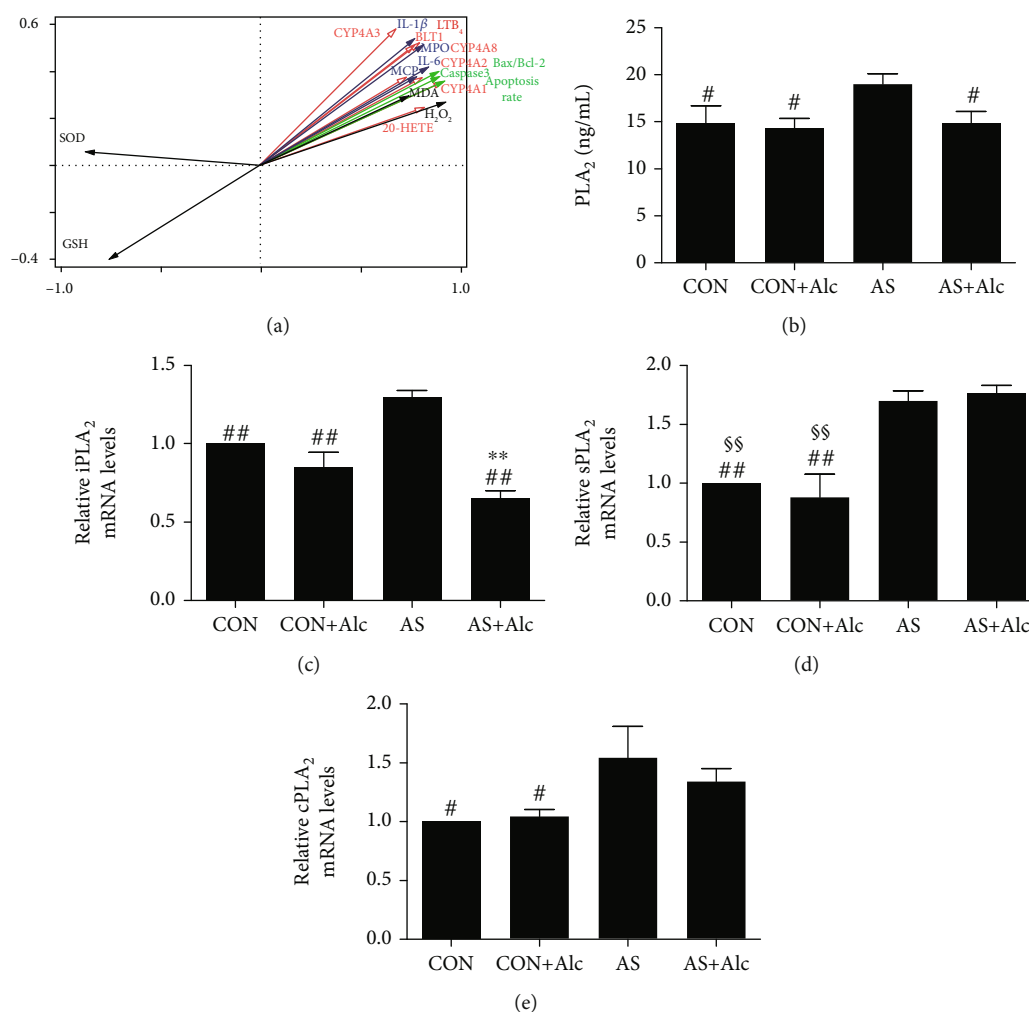 0.6
−0.4
−1.0
1.0
CYP4A3
IL-1β
LTB4
BLT1
MPO
CYP4A8
IL-6
CYP4A2
Bax/Bcl-2
MCP
Caspase3
CYP4A1
Apoptosis
rate
MDA
H2O2
20-HETE
SOD
GSH
(a)
PLA2 (ng/mL)
25
20
15
10
5
0
#
#
#
CON
CON+Alc
AS
AS+Alc
(b)
Relative iPLA2
mRNA levels
1.5
1.0
0.5
0.0
##
##
**
##
CON
CON+Alc
AS
AS+Alc
(c)
Relative sPLA2
mRNA levels
2.0
1.5
1.0
0.5
0.0
§§
##
§§
##
CON
CON+Alc
AS
AS+Alc
(d)
Relative cPLA2
mRNA levels
2.0
1.5
1.0
0.5
0.0
#
#
CON
CON+Alc
AS
AS+Alc
(e)